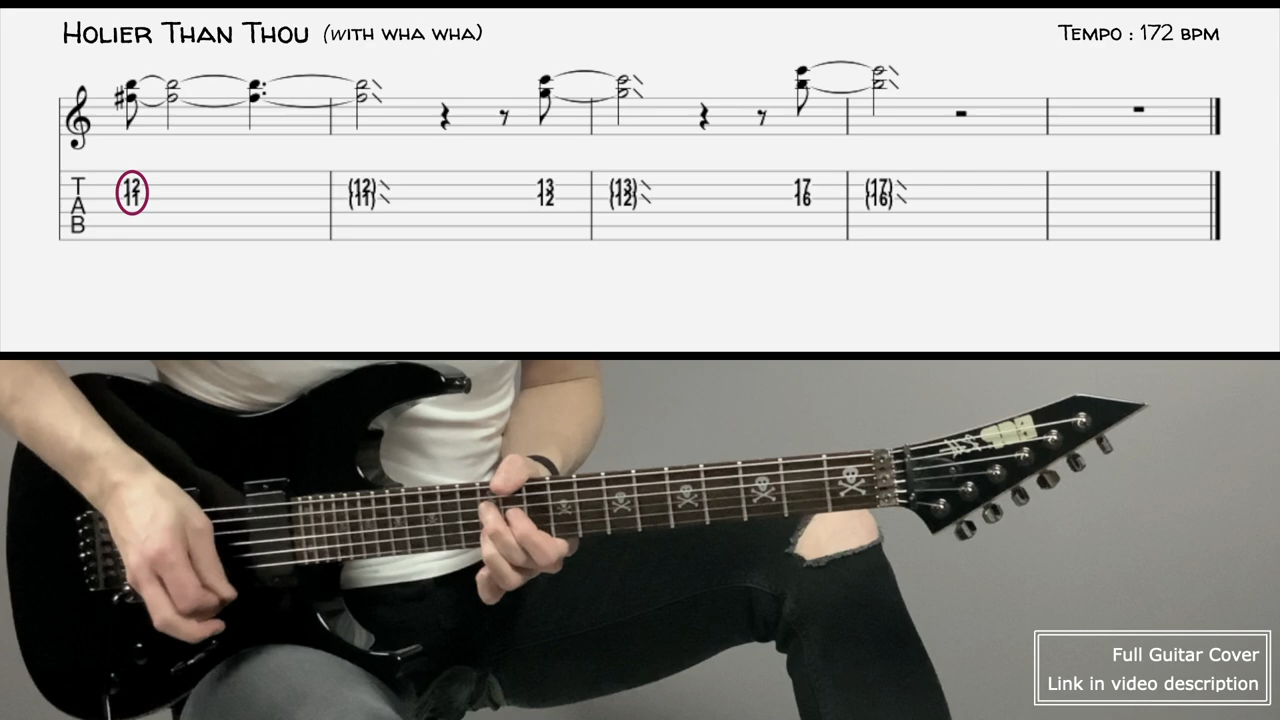 Holier Than Thou (with wha wha)
Tempo : 172 bpm
T 12 (12) 13 (13) 17 (17)
A 11 (11) 12 (12) 16 (16)
B
Full Guitar Cover
Link in video description